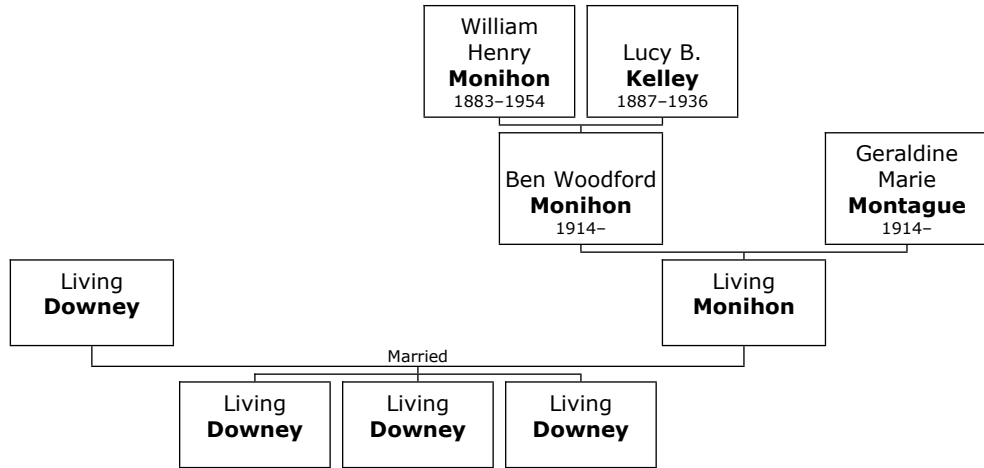 William
Henry
Monihon
1883–1954
Lucy B.
Kelley
1887–1936
Ben Woodford
Monihon
1914–
Geraldine
Marie
Montague
1914–
Living
Downey
Living
Monihon
Married
Living
Downey
Living
Downey
Living
Downey